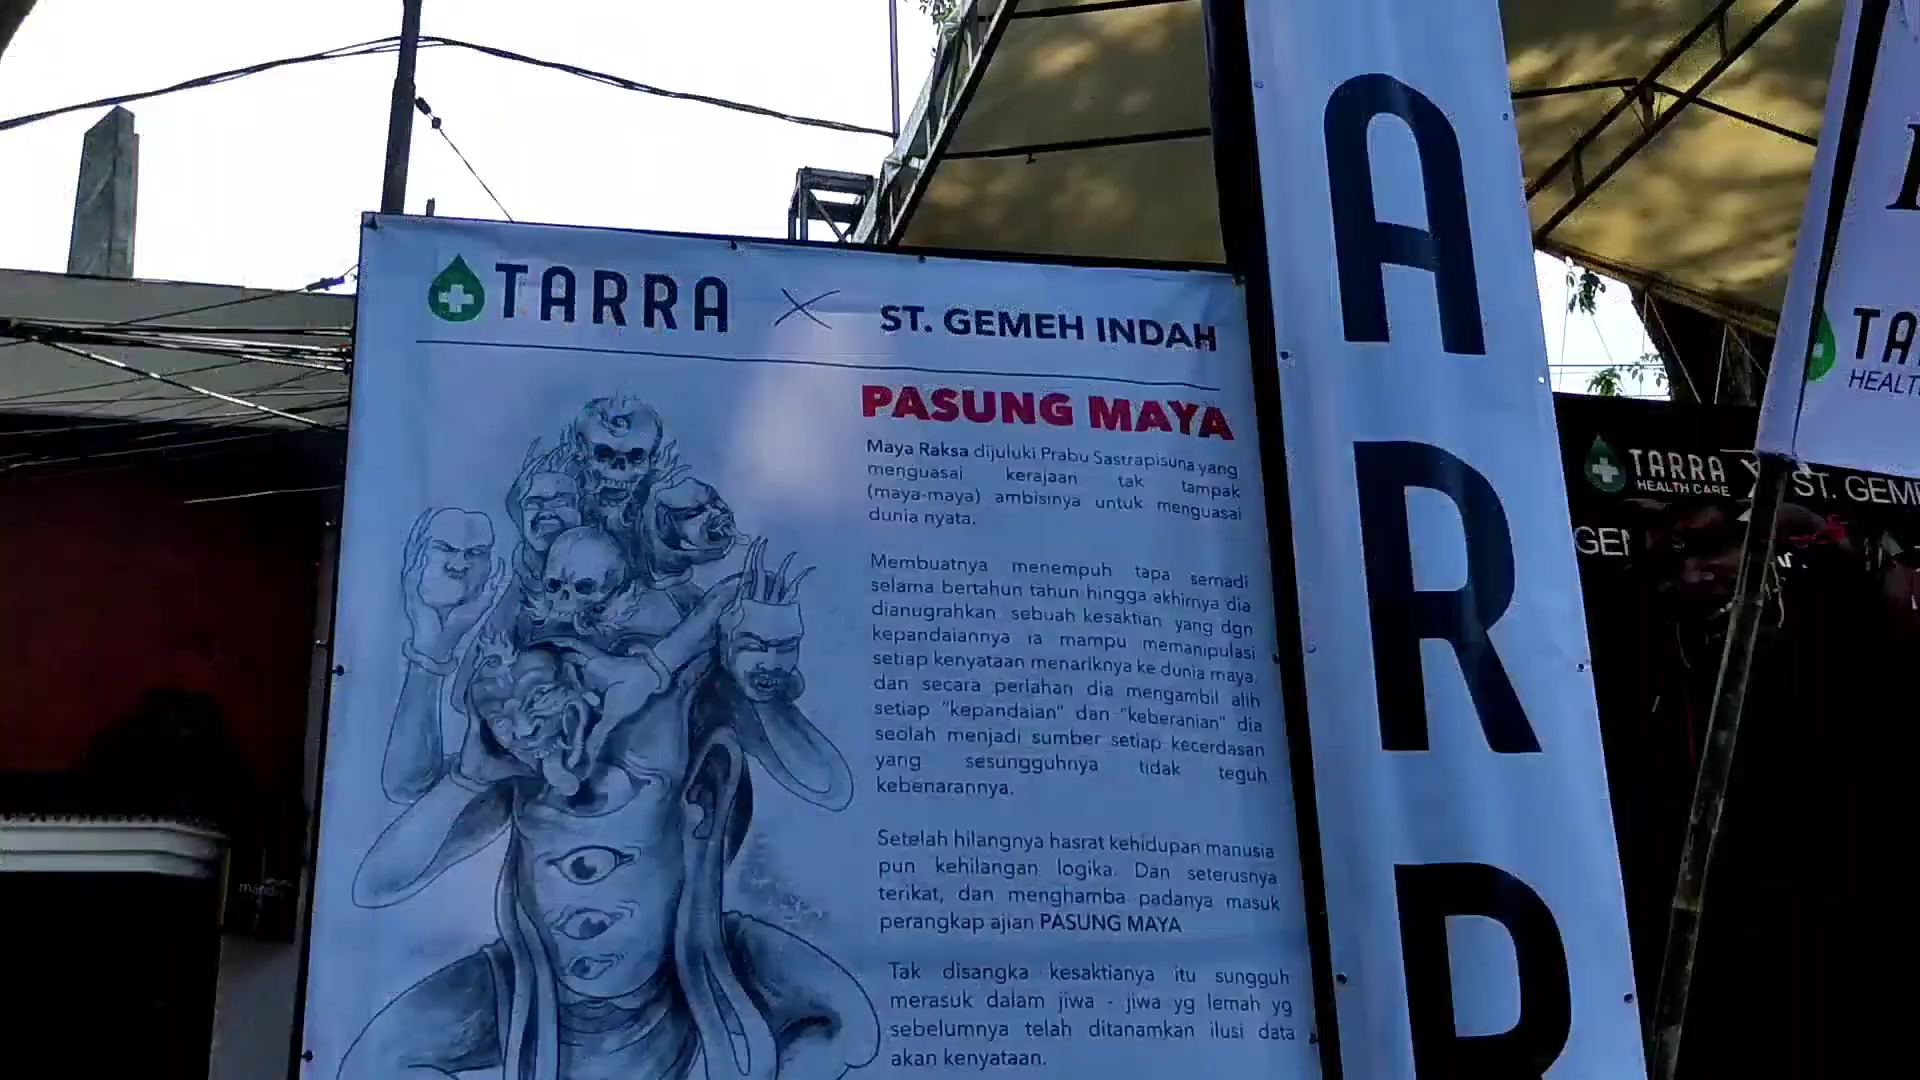 TARRA X ST. GEMEH INDAH
PASUNG MAYA
Maya Raksa dijuluki Prabu Sastrapisuna yang
menguasai kerajaan tak tampak
(maya-maya) ambisinya untuk menguasai
dunia nyata.
Membuatnya menempuh tapa semadi
selama bertahun tahun hingga akhirnya dia
dianugrahkan sebuah kesaktian yang dgn
kepandaiannya ia mampu memanipulasi
setiap kenyataan menariknya ke dunia maya,
dan secara perlahan dia mengambil alih
setiap "kepandaian" dan "keberanian" dia
seolah menjadi sumber setiap kecerdasan
yang sesungguhnya tidak teguh
kebenarannya.
Setelah hilangnya hasrat kehidupan manusia
pun kehilangan logika. Dan seterusnya
terikat, dan menghamba padanya masuk
perangkap ajian PASUNG MAYA
Tak disangka kesaktianya itu sungguh
merasuk dalam jiwa - jiwa yg lemah yg
sebelumnya telah ditanamkan ilusi data
akan kenyataan.
A
R
R
TA
HEALT
TARRA X ST. GEME
HEALTH CARE
GE